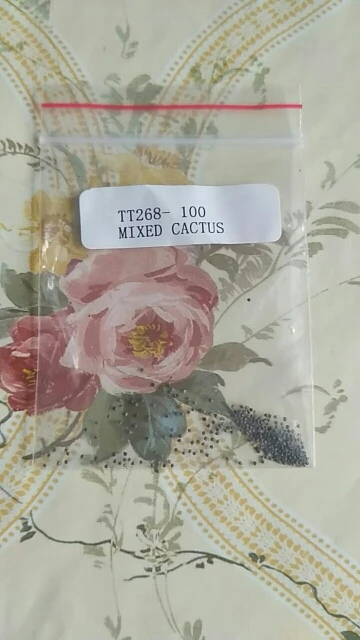 TT268- 100
MIXED CACTUS